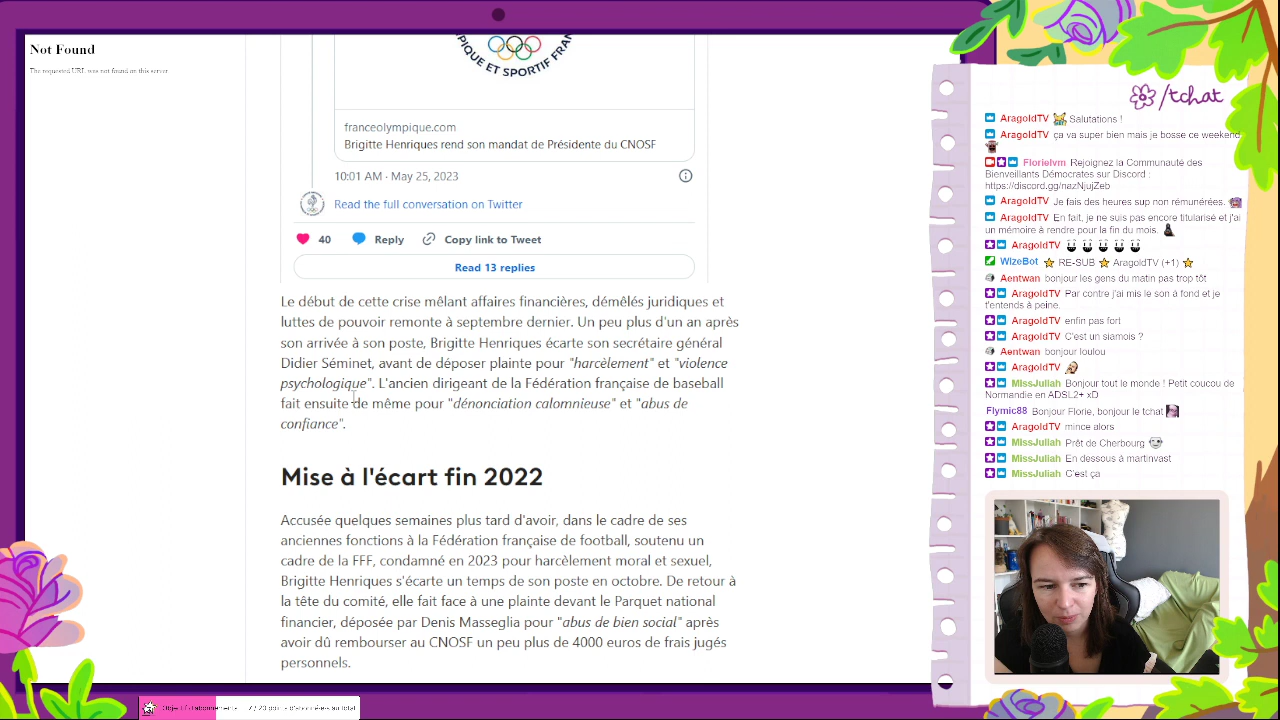 Not Found
The requested URL was not found on this server
PIQUE ET SPORTIF FRAN
franceolympique.com
Brigitte Henriques rend son mandat de Présidente du CNOSF
10:01 AM · May 25, 2023
Read the full conversation on Twitter
40 Reply Copy link to Tweet
Read 13 replies
Le début de cette crise mêlant affaires financières, démêlés juridiques et
pouvoir remonte à septembre dernier. Un peu plus d'un an après
son arrivée à son poste, Brigitte Henriques écarte son secrétaire général
Didier Séminet, avant de déposer plainte pour "harcèlement" et "violence
psychologique". L'ancien dirigeant de la Fédération française de baseball
fait ensuite de même pour "dénonciation calomnieuse" et "abus de
confiance".
Mise à l'écart fin 2022
Accusée quelques semaines plus tard d'avoir, dans le cadre de ses
anciennes fonctions à la Fédération française de football, soutenu un
cadre de la FFF, condamné en 2023 pour harcèlement moral et sexuel,
Brigitte Henriques s'écarte un temps de son poste en octobre. De retour à
la tête du comité, elle fait face à une plainte devant le Parquet national
financier, déposée par Denis Masseglia pour "abus de bien social" après
avoir dû rembourser au CNOSF un peu plus de 4000 euros de frais jugés
personnels.
/tchat
AragoldTV Salutations !
AragoldTV ça va super bien mais je bosse ce weekend
Florielvm Rejoignez la Communauté des
Bienveillants Démocrates sur Discord :
https://discord.gg/nazNjujZeb
AragoldTV Je fais des heures sup non rémunérées.
AragoldTV En fait, je ne suis pas encore titularisé et j'ai
un mémoire à rendre pour la fin du mois.
AragoldTV
WizeBot RE-SUB AragoldTV (+1)
Aentwan bonjour les gens du matin pas trop tôt
AragoldTV Par contre j'ai mis le son à fond et je
t'entends à peine.
AragoldTV enfin pas fort
AragoldTV C'est un siamois ?
Aentwan bonjour loulou
AragoldTV
MissJuliah Bonjour tout le monde ! Petit coucou de
Normandie en ADSL2+ xD
Flymic88 Bonjour Florie, bonjour le tchat
AragoldTV mince alors
MissJuliah Prêt de Cherbourg
MissJuliah En dessous à martinvast
MissJuliah C'est ça